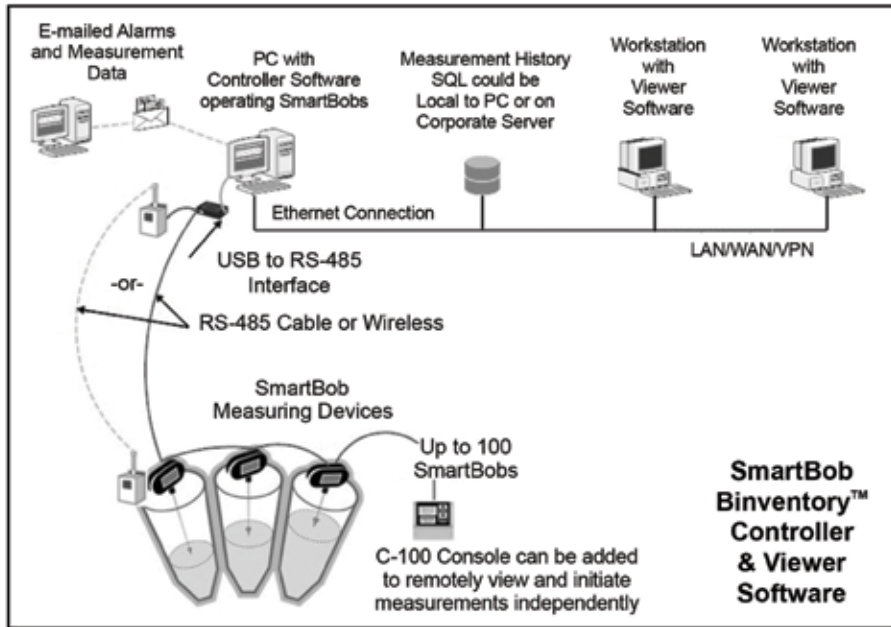 E-mailed Alarms
and Measurement
Data
PC with
Controller Software
operating SmartBobs
Measurement History
SQL could be
Local to PC or on
Corporate Server
Workstation
with
Viewer
Software
Workstation
with
Viewer
Software
Ethernet Connection
LAN/WAN/VPN
USB to RS-485
Interface
-or-
RS-485 Cable or Wireless
SmartBob
Measuring Devices
Up to 100
SmartBobs
C-100 Console can be added
to remotely view and initiate
measurements independently
SmartBob
Binventory™
Controller
& Viewer
Software